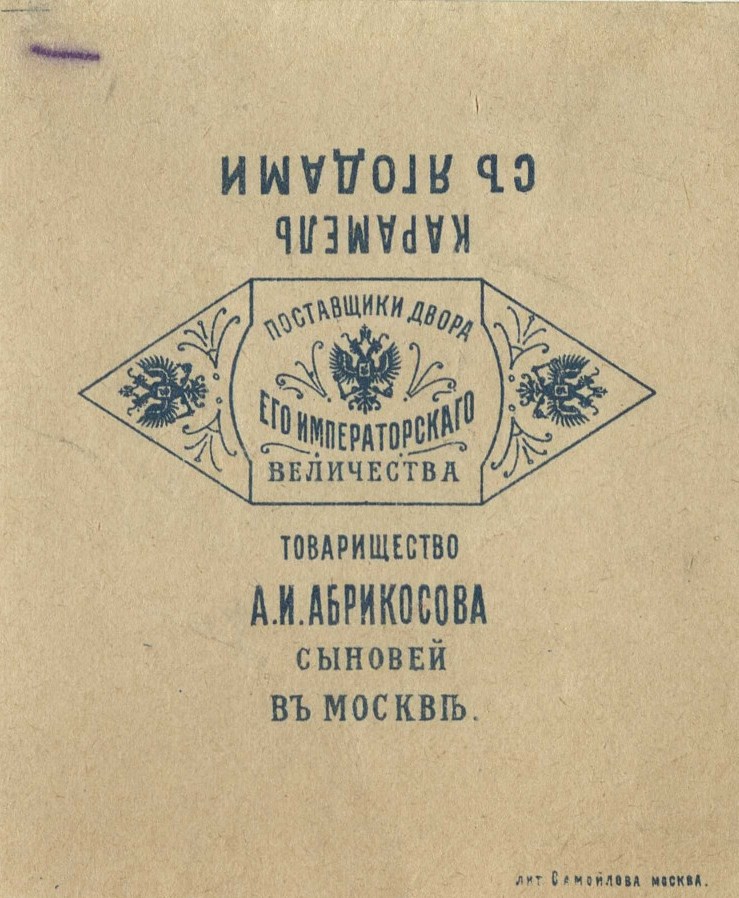 КАРАМЕЛЬ
СЪ ЯГОДАМИ
ПОСТАВЩИКИ ДВОРА
ЕГО ИМПЕРАТОРСКАГО
ВЕЛИЧЕСТВА
ТОВАРИЩЕСТВО
А.И.АБРИКОСОВА
СЫНОВЕЙ
ВЪ МОСКВѢ.
лит. Самойлова москва.